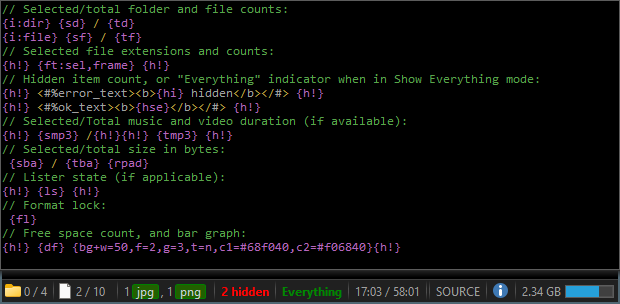 // Selected/total folder and file counts:
{i:dir} {sd} / {td}
{i:file} {sf} / {tf}
// Selected file extensions and counts:
{h!} {ft:sel,frame} {h!}
// Hidden item count, or "Everything" indicator when in Show Everything mode:
{h!} <#%error_text><b>{hi} hidden</b></#> {h!}
{h!} <#%ok_text><b>{hse}</b></#> {h!}
// Selected/Total music and video duration (if available):
{h!} {smp3} /{h!}{h!} {tmp3} {h!}
// Selected/total size in bytes:
{sba} / {tba} {rpad}
// Lister state (if applicable):
{h!} {ls} {h!}
// Format lock:
{fl}
// Free space count, and bar graph:
{h!} {df} {bg+w=50,f=2,g=3,t=n,c1=#68f040,c2=#f06840}{h!}
0 / 4 2 / 10 1 jpg , 1 png 2 hidden Everything 17:03 / 58:01 SOURCE 2.34 GB